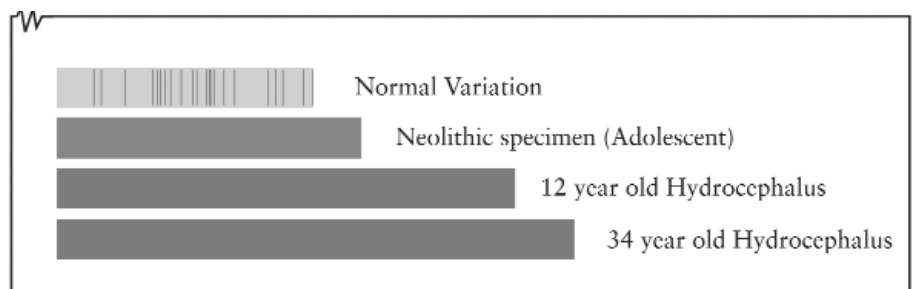 Normal Variation
Neolithic specimen (Adolescent)
12 year old Hydrocephalus
34 year old Hydrocephalus